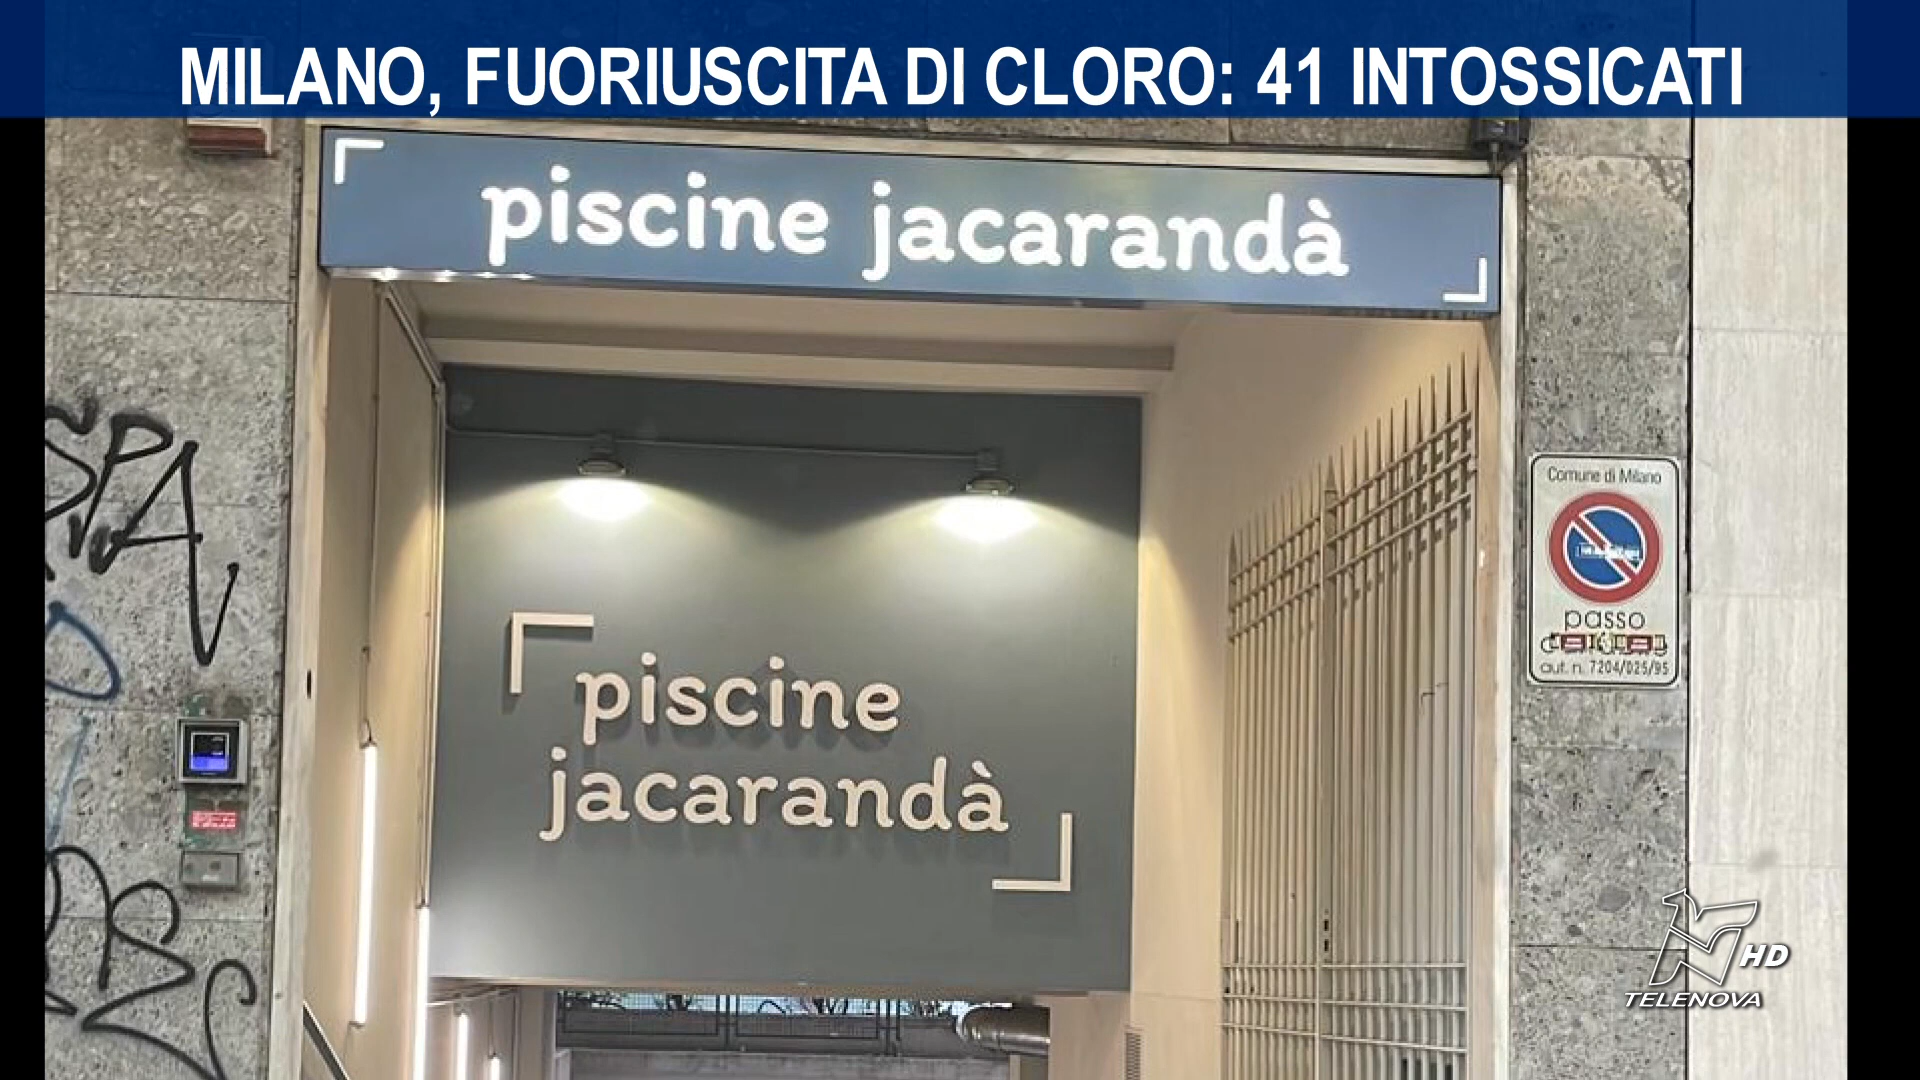 MILANO, FUORIUSCITA DI CLORO: 41 INTOSSICATI
piscine jacarandà
piscine
jacarandà
Comune di Milano
passo
aut. n. 7204/025/95
HD
TELENOVA